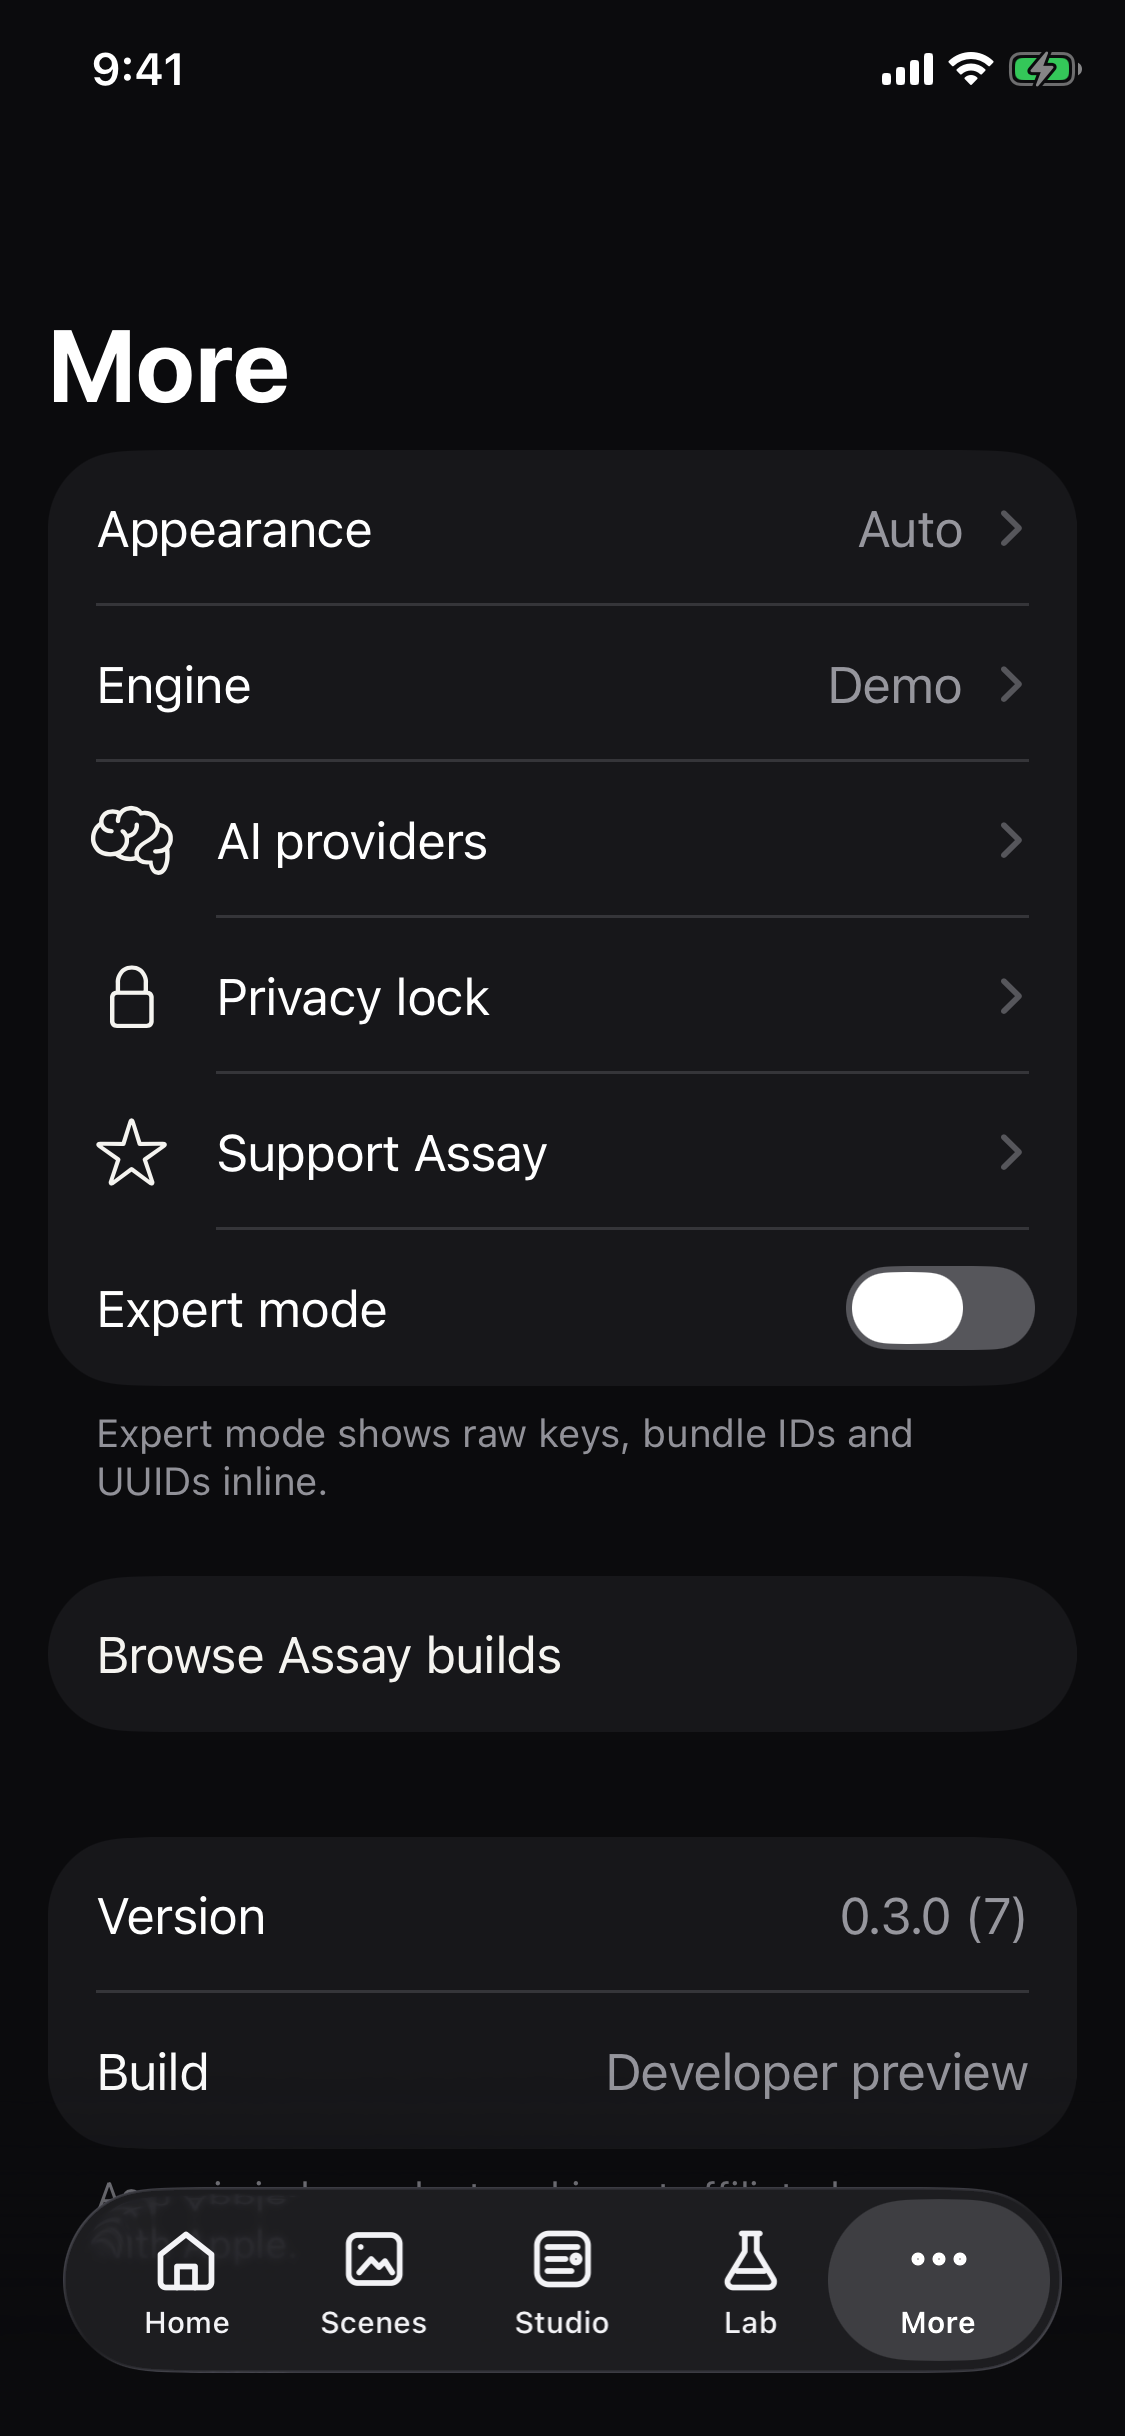 9:41
More
Appearance
Auto
Engine
Demo
AI providers
Privacy lock
Support Assay
Expert mode
Expert mode shows raw keys, bundle IDs and
UUIDs inline.
Browse Assay builds
Version
0.3.0 (7)
Build
Developer preview
Home
Scenes
Studio
Lab
More